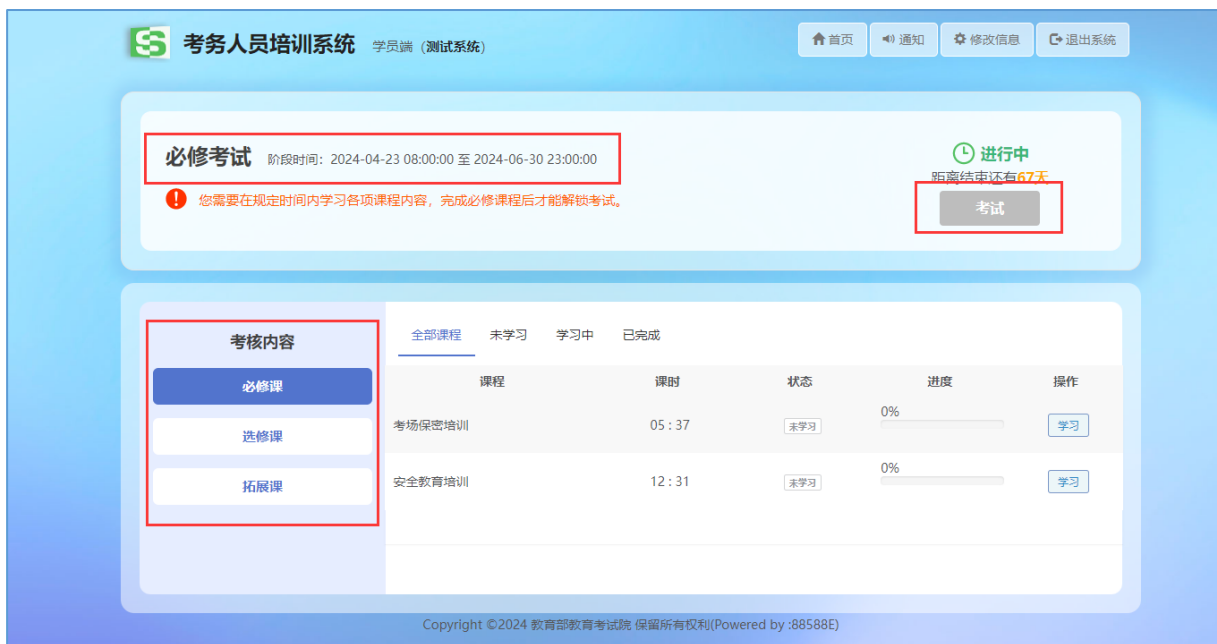 考务人员培训系统 学员端 (测试系统) 首页 通知 修改信息 退出系统
必修考试 阶段时间：2024-04-23 08:00:00 至 2024-06-30 23:00:00
您需要在规定时间内学习各项课程内容，完成必修课程后才能解锁考试。
进行中
距离结束还有67天
考试
考核内容
必修课
选修课
拓展课
全部课程 未学习 学习中 已完成
课程 课时 状态 进度 操作
考场保密培训 05 : 37 未学习 0% 学习
安全教育培训 12 : 31 未学习 0% 学习
Copyright ©2024 教育部教育考试院 保留所有权利(Powered by :88588E)